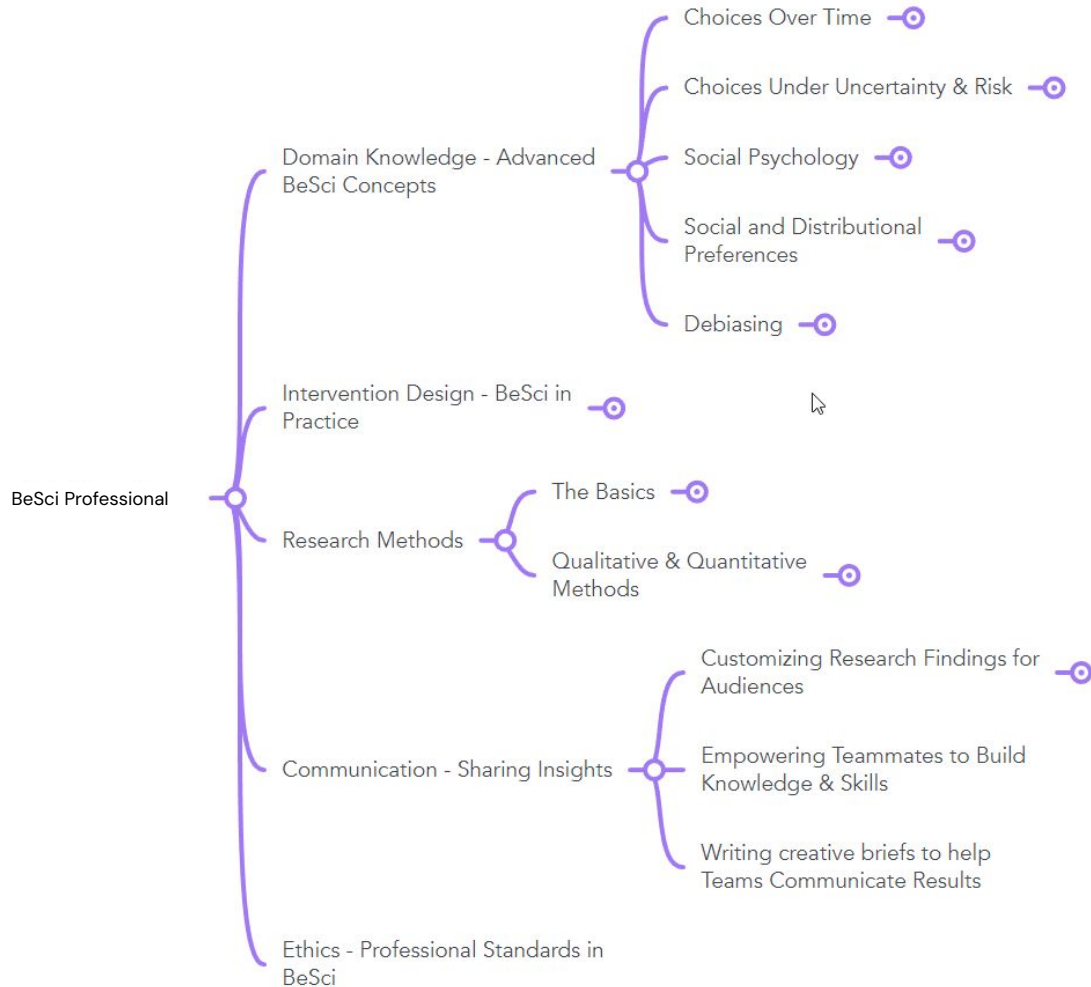 Choices Over Time
Choices Under Uncertainty & Risk
Domain Knowledge - Advanced
BeSci Concepts
Social Psychology
Social and Distributional
Preferences
Debiasing
Intervention Design - BeSci in
Practice
BeSci Professional
The Basics
Research Methods
Qualitative & Quantitative
Methods
Customizing Research Findings for
Audiences
Communication - Sharing Insights
Empowering Teammates to Build
Knowledge & Skills
Writing creative briefs to help
Teams Communicate Results
Ethics - Professional Standards in
BeSci